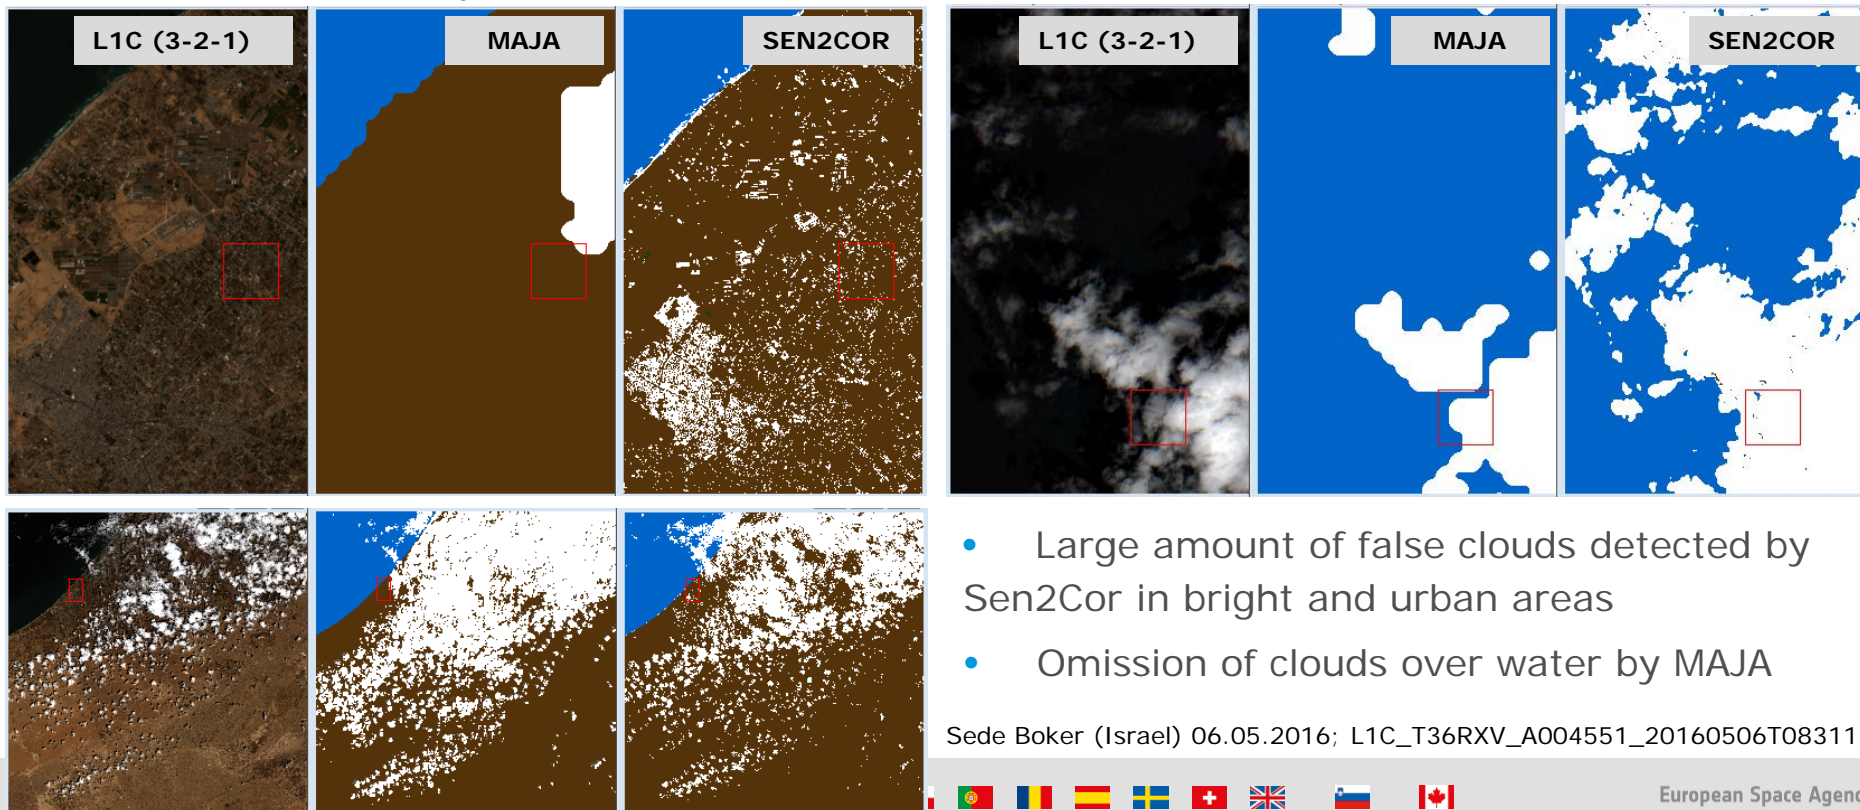 L1C (3-2-1) MAJA SEN2COR
L1C (3-2-1) MAJA SEN2COR
• Large amount of false clouds detected by
Sen2Cor in bright and urban areas
• Omission of clouds over water by MAJA
Sede Boker (Israel) 06.05.2016; L1C_T36RXV_A004551_20160506T08311
European Space Agenc